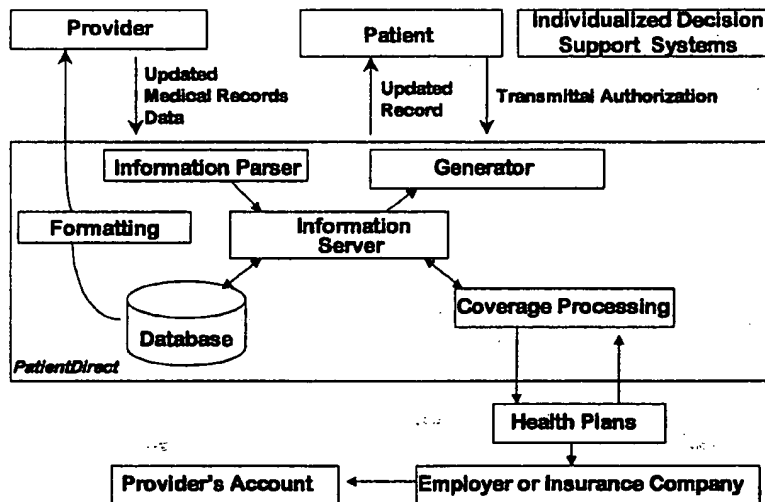 Provider
Patient
Individualized Decision
Support Systems
Updated
Medical Records
Data
Updated
Record
Transmittal Authorization
Information Parser
Generator
Formatting
Information
Server
Database
Coverage Processing
PatientDirect
Health Plans
Provider's Account
Employer or Insurance Company